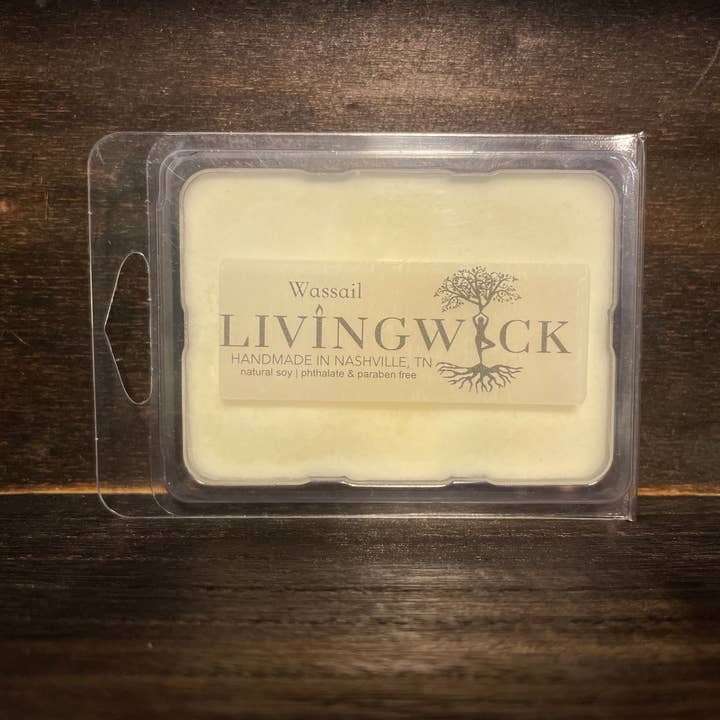 Wassail
LIVINGWICK
HANDMADE IN NASHVILLE, TN
natural soy | phthalate & paraben free